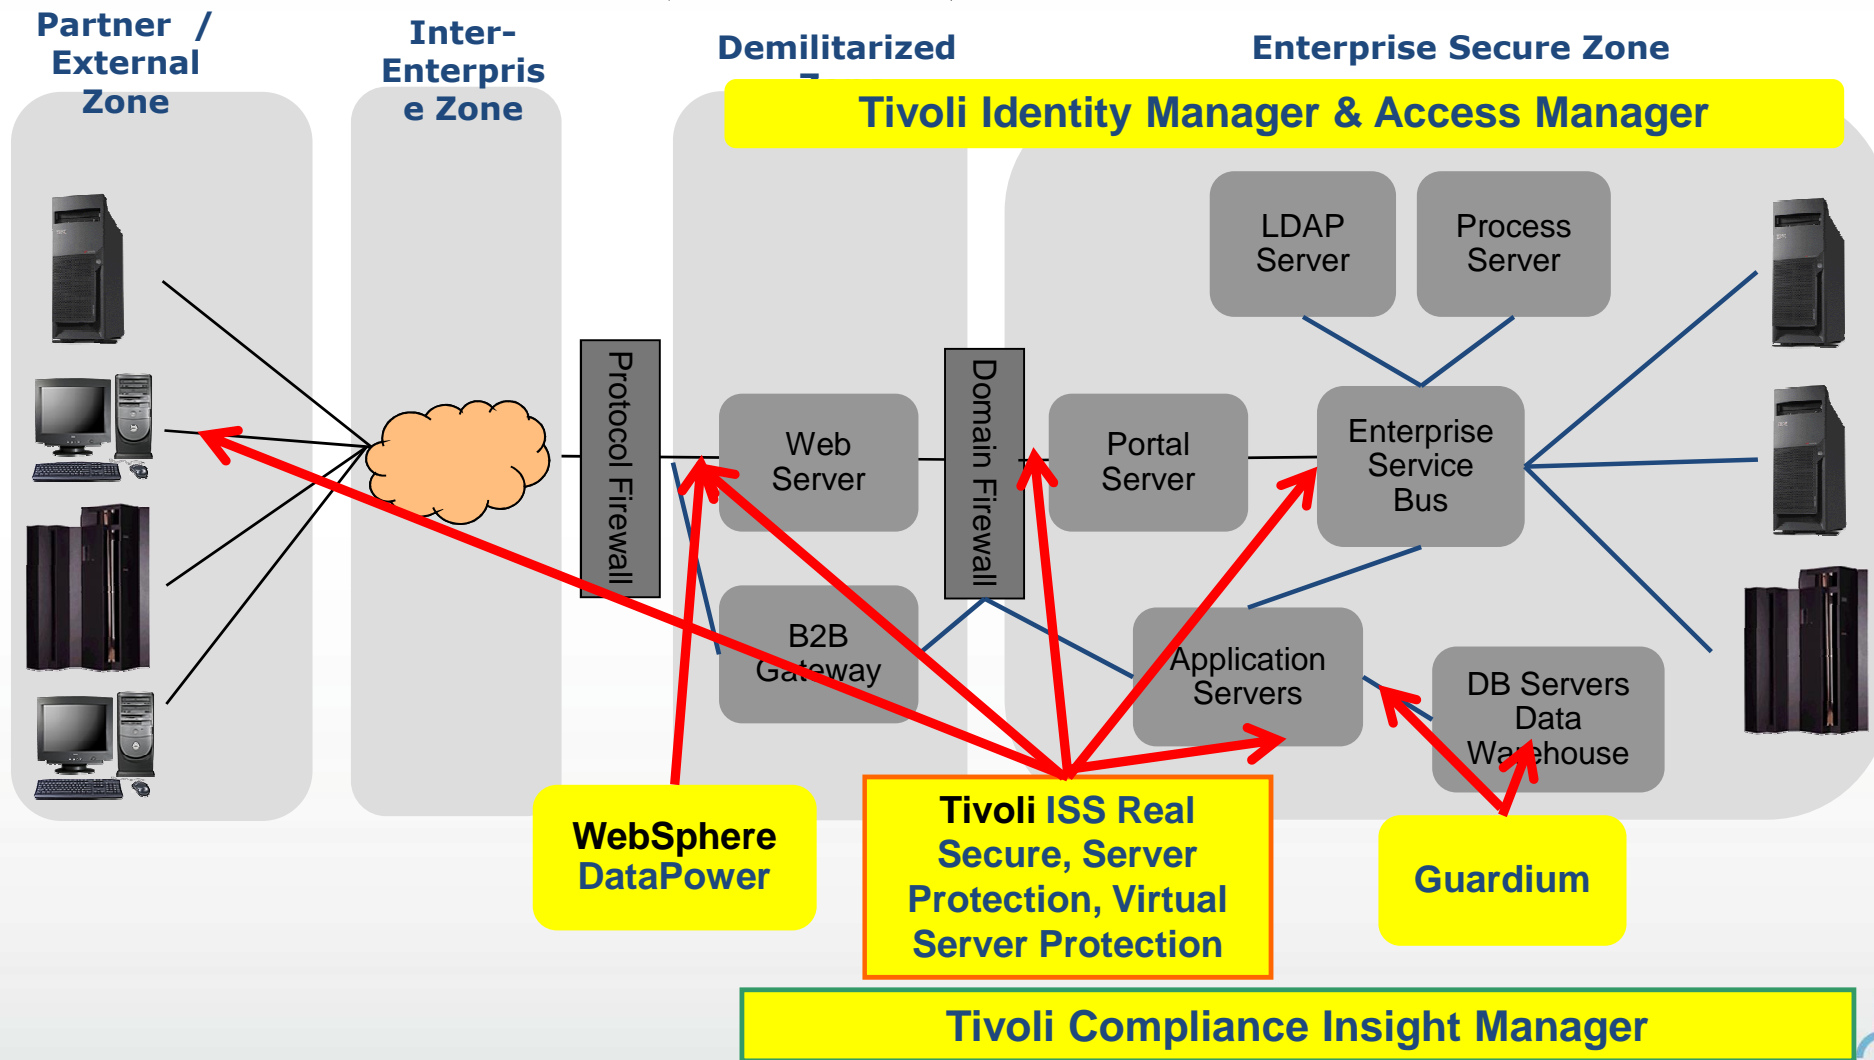 Partner /
External
Zone
Inter-
Enterpris
e Zone
Demilitarized
Enterprise Secure Zone
Tivoli Identity Manager & Access Manager
LDAP
Server
Process
Server
Protocol Firewall
Web
Server
Domain Firewall
Portal
Server
Enterprise
Service
Bus
B2B
Gateway
Application
Servers
DB Servers
Data
Warehouse
WebSphere
DataPower
Tivoli ISS Real
Secure, Server
Protection, Virtual
Server Protection
Guardium
Tivoli Compliance Insight Manager